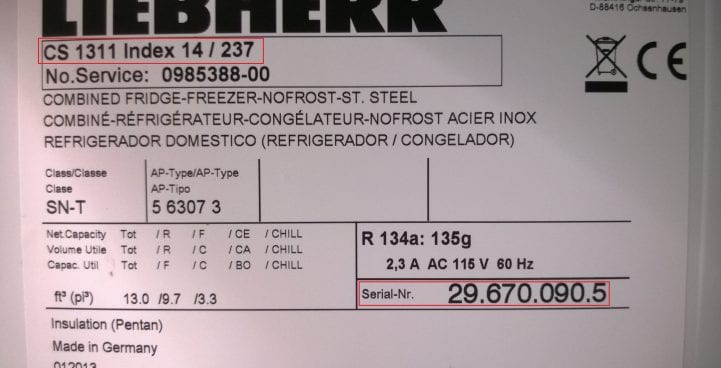 LIEBHERR
D-88416 Ochsenhausen
CS 1311 Index 14 / 237
No.Service: 0985388-00
CE
COMBINED FRIDGE-FREEZER-NOFROST-ST. STEEL
COMBINÉ-RÉFRIGÉRATEUR-CONGÉLATEUR-NOFROST ACIER INOX
REFRIGERADOR DOMESTICO (REFRIGERADOR / CONGELADOR)
Class/Classe AP-Type/AP-Type
Clase AP-Tipo
SN-T 5 6307 3
Net.Capacity Tot / R / F / CE / CHILL
Volume Utile Tot / R / C / CA / CHILL
Capac. Util Tot / F / C / BO / CHILL
R 134a: 135g
2,3 A AC 115 V 60 Hz
ft³ (pi³) 13.0 /9.7 /3.3
Serial-Nr. 29.670.090.5
Insulation (Pentan)
Made in Germany
012013